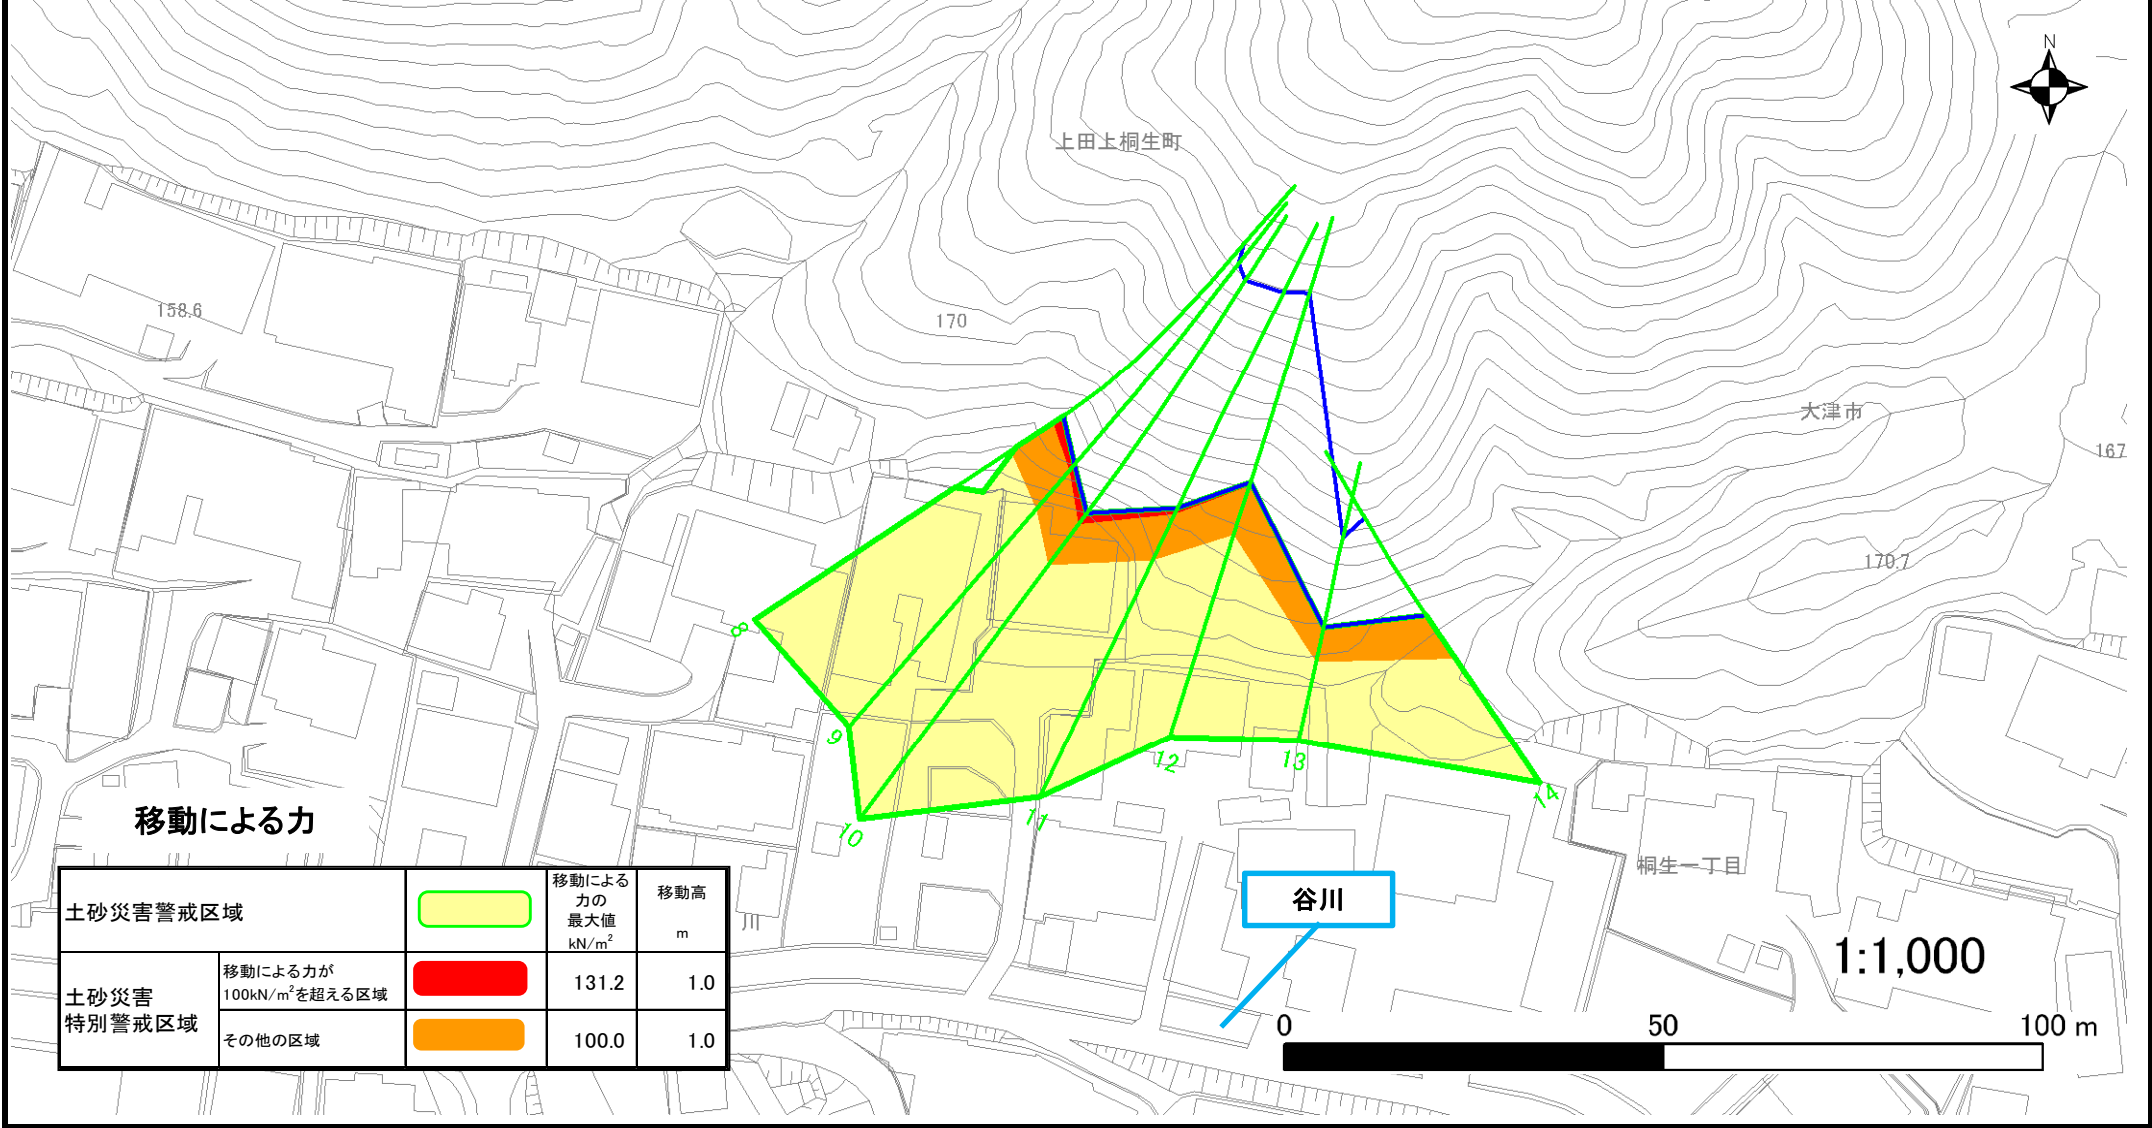 N
上田上桐生町
158.6
170
大津市
167
170.7
8
9
10
11
12
13
14
桐生一丁目
川
谷川
1:1,000
0 50 100 m
移動による力
土砂災害警戒区域
移動による
力の
最大値
kN/m²
移動高
m
土砂災害
特別警戒区域
移動による力が
100kN/m²を超える区域
131.2
1.0
その他の区域
100.0
1.0